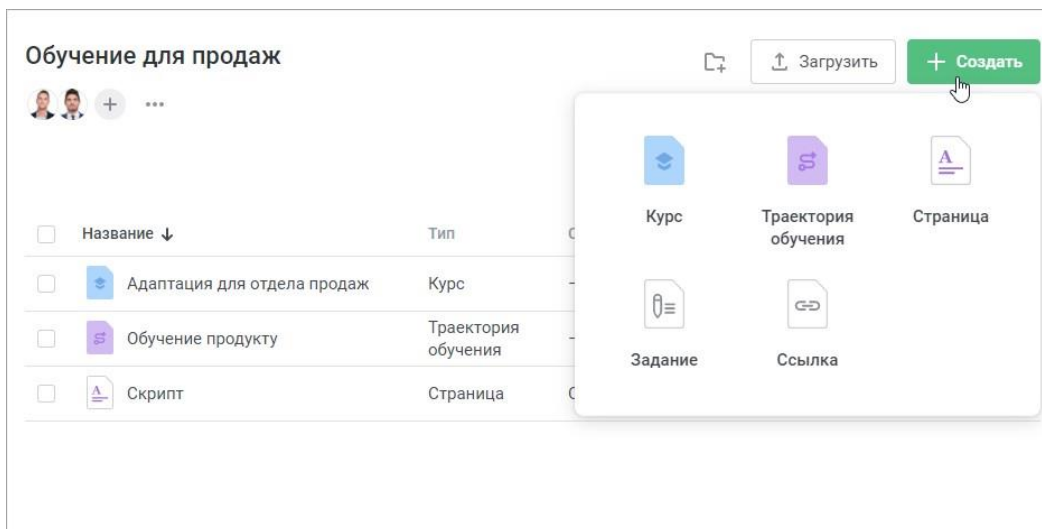 Обучение для продаж
Загрузить
+ Создать
+ •••
Курс
Траектория
обучения
Страница
Задание
Ссылка
Название ↓
Тип
Адаптация для отдела продаж
Курс
Обучение продукту
Траектория
обучения
Скрипт
Страница